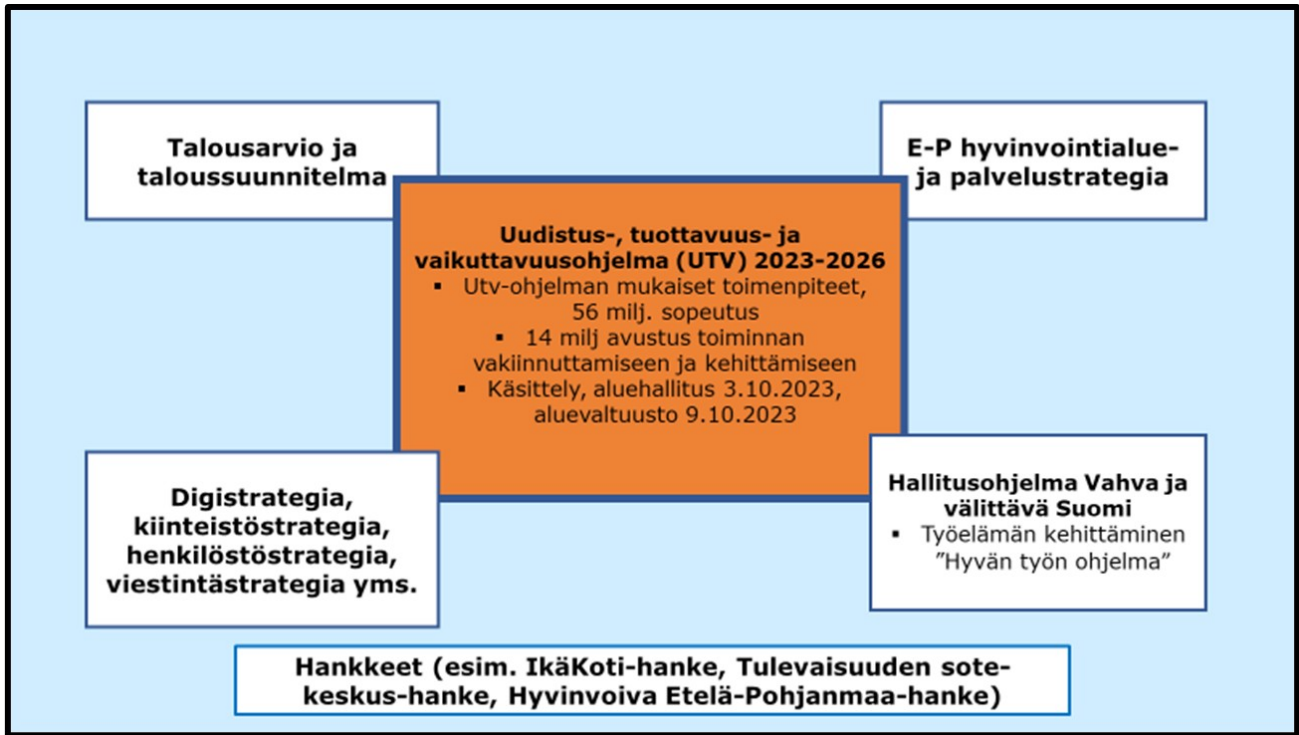 Talousarvio ja
taloussuunnitelma
E-P hyvinvointialue-
ja palvelustrategia
Uudistus-, tuottavuus- ja
vaikuttavuusohjelma (UTV) 2023-2026
▪ Utv-ohjelman mukaiset toimenpiteet,
56 milj. sopeutus
▪ 14 milj avustus toiminnan
vakiinnuttamiseen ja kehittämiseen
▪ Käsittely, aluehallitus 3.10.2023,
aluevaltuusto 9.10.2023
Digistrategia,
kiinteistöstrategia,
henkilöstöstrategia,
viestintästrategia yms.
Hallitusohjelma Vahva ja
välittävä Suomi
▪ Työelämän kehittäminen
”Hyvän työn ohjelma”
Hankkeet (esim. IkäKoti-hanke, Tulevaisuuden sote-
keskus-hanke, Hyvinvoiva Etelä-Pohjanmaa-hanke)